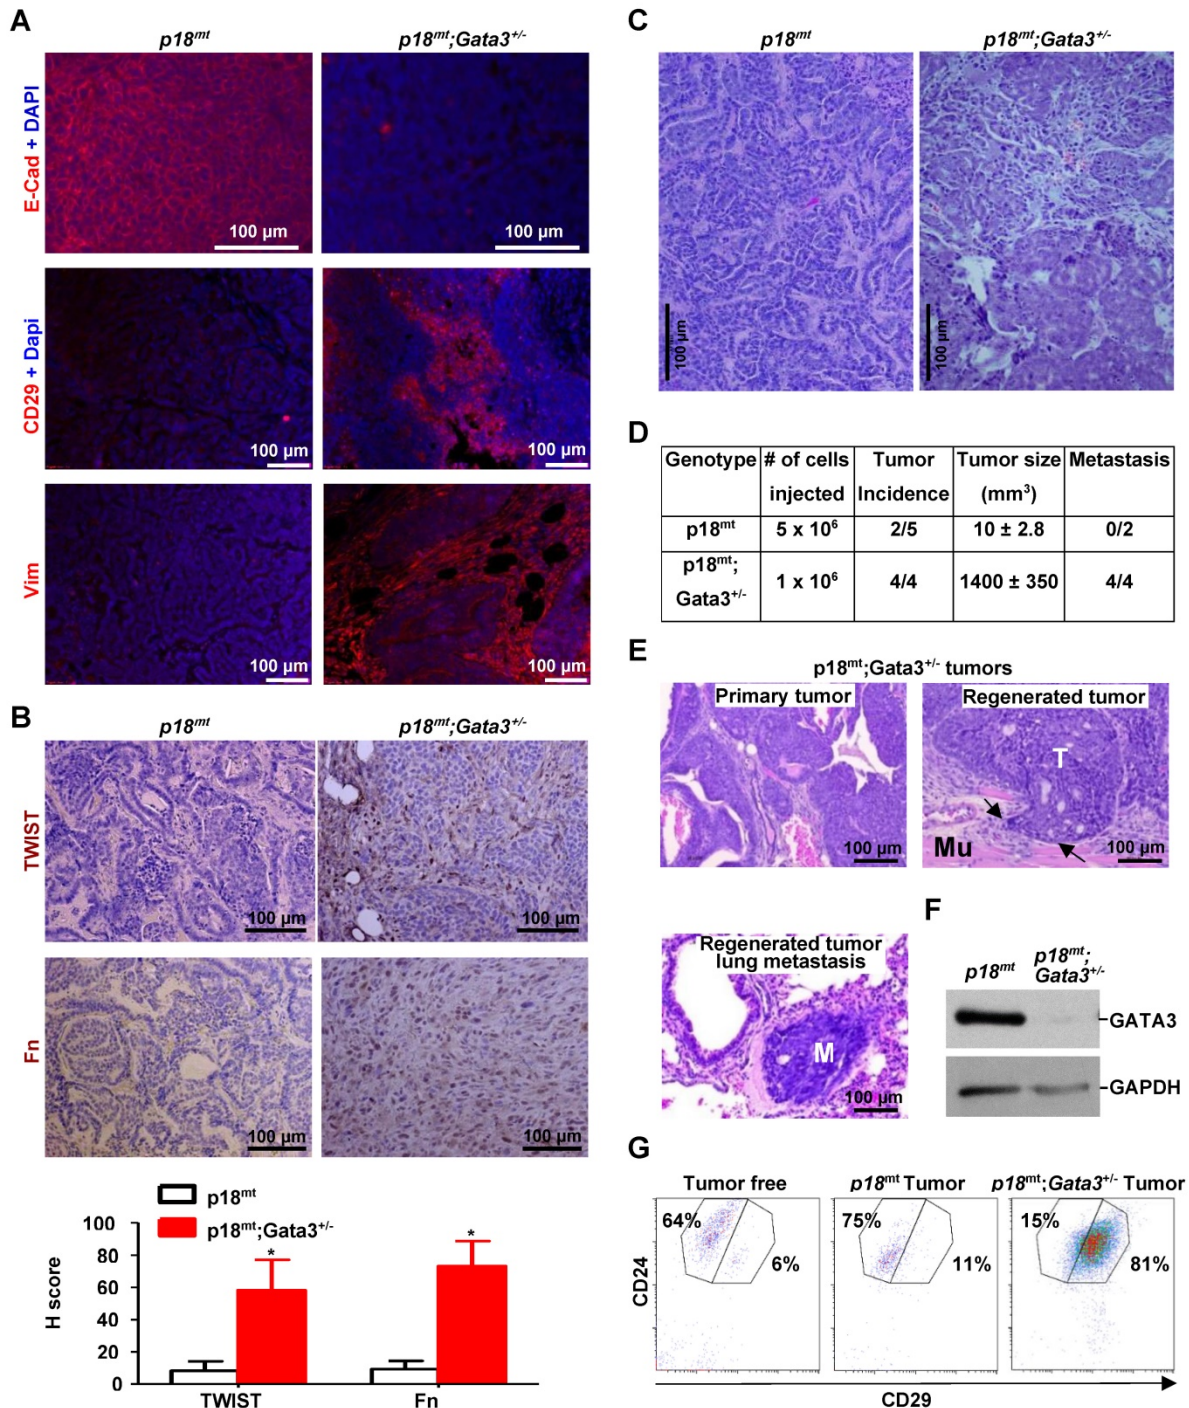 A
p18ᵐᵗ
p18ᵐᵗ;Gata3⁺/⁻
E-Cad + DAPI
100 µm
100 µm
CD29 + Dapi
100 µm
100 µm
Vim
100 µm
100 µm
B
p18ᵐᵗ
p18ᵐᵗ;Gata3⁺/⁻
TWIST
100 µm
100 µm
Fn
100 µm
100 µm
p18ᵐᵗ
p18ᵐᵗ;Gata3⁺/⁻
H score
100
80
60
40
20
0
*
*
TWIST
Fn
C
p18ᵐᵗ
p18ᵐᵗ;Gata3⁺/⁻
100 µm
100 µm
D
Genotype # of cells injected Tumor Incidence Tumor size (mm³) Metastasis
p18ᵐᵗ 5 x 10⁶ 2/5 10 ± 2.8 0/2
p18ᵐᵗ; Gata3⁺/⁻ 1 x 10⁶ 4/4 1400 ± 350 4/4
E
p18ᵐᵗ;Gata3⁺/⁻ tumors
Primary tumor
100 µm
Regenerated tumor
T
Mu
100 µm
Regenerated tumor
lung metastasis
M
100 µm
F
p18ᵐᵗ
p18ᵐᵗ;
Gata3⁺/⁻
-GATA3
-GAPDH
G
Tumor free
p18ᵐᵗ Tumor
p18ᵐᵗ;Gata3⁺/⁻ Tumor
64%
6%
75%
11%
15%
81%
CD24
CD29